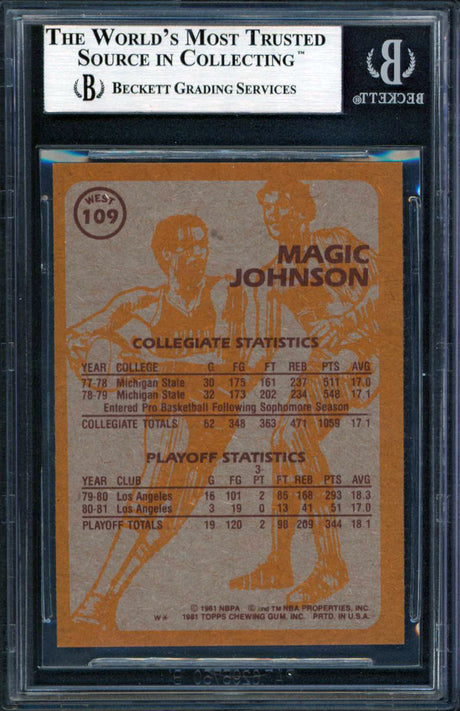 THE WORLD'S MOST TRUSTED
SOURCE IN COLLECTING™
B BECKETT GRADING SERVICES
B
BECKETT®
WEST
109
MAGIC
JOHNSON
COLLEGIATE STATISTICS
YEAR COLLEGE G FG FT REB PTS AVG
77-78 Michigan State 30 175 161 237 511 17.0
78-79 Michigan State 32 173 202 234 548 17.1
Entered Pro Basketball Following Sophomore Season
COLLEGIATE TOTALS 62 348 363 471 1059 17.1
PLAYOFF STATISTICS
3-
YEAR CLUB G FG PT FT REB PTS AVG
79-80 Los Angeles 16 101 2 85 168 293 18.3
80-81 Los Angeles 3 19 0 13 41 51 17.0
PLAYOFF TOTALS 19 120 2 98 209 344 18.1
© 1981 NBPA © and TM NBA PROPERTIES, INC.
W* 1981 TOPPS CHEWING GUM, INC. PRTD. IN U.S.A.